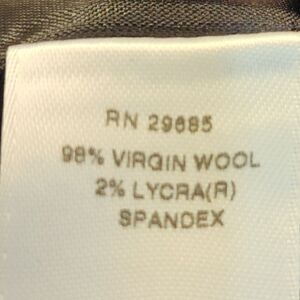 RN 29685
98% VIRGIN WOOL
2% LYCRA(R)
SPANDEX